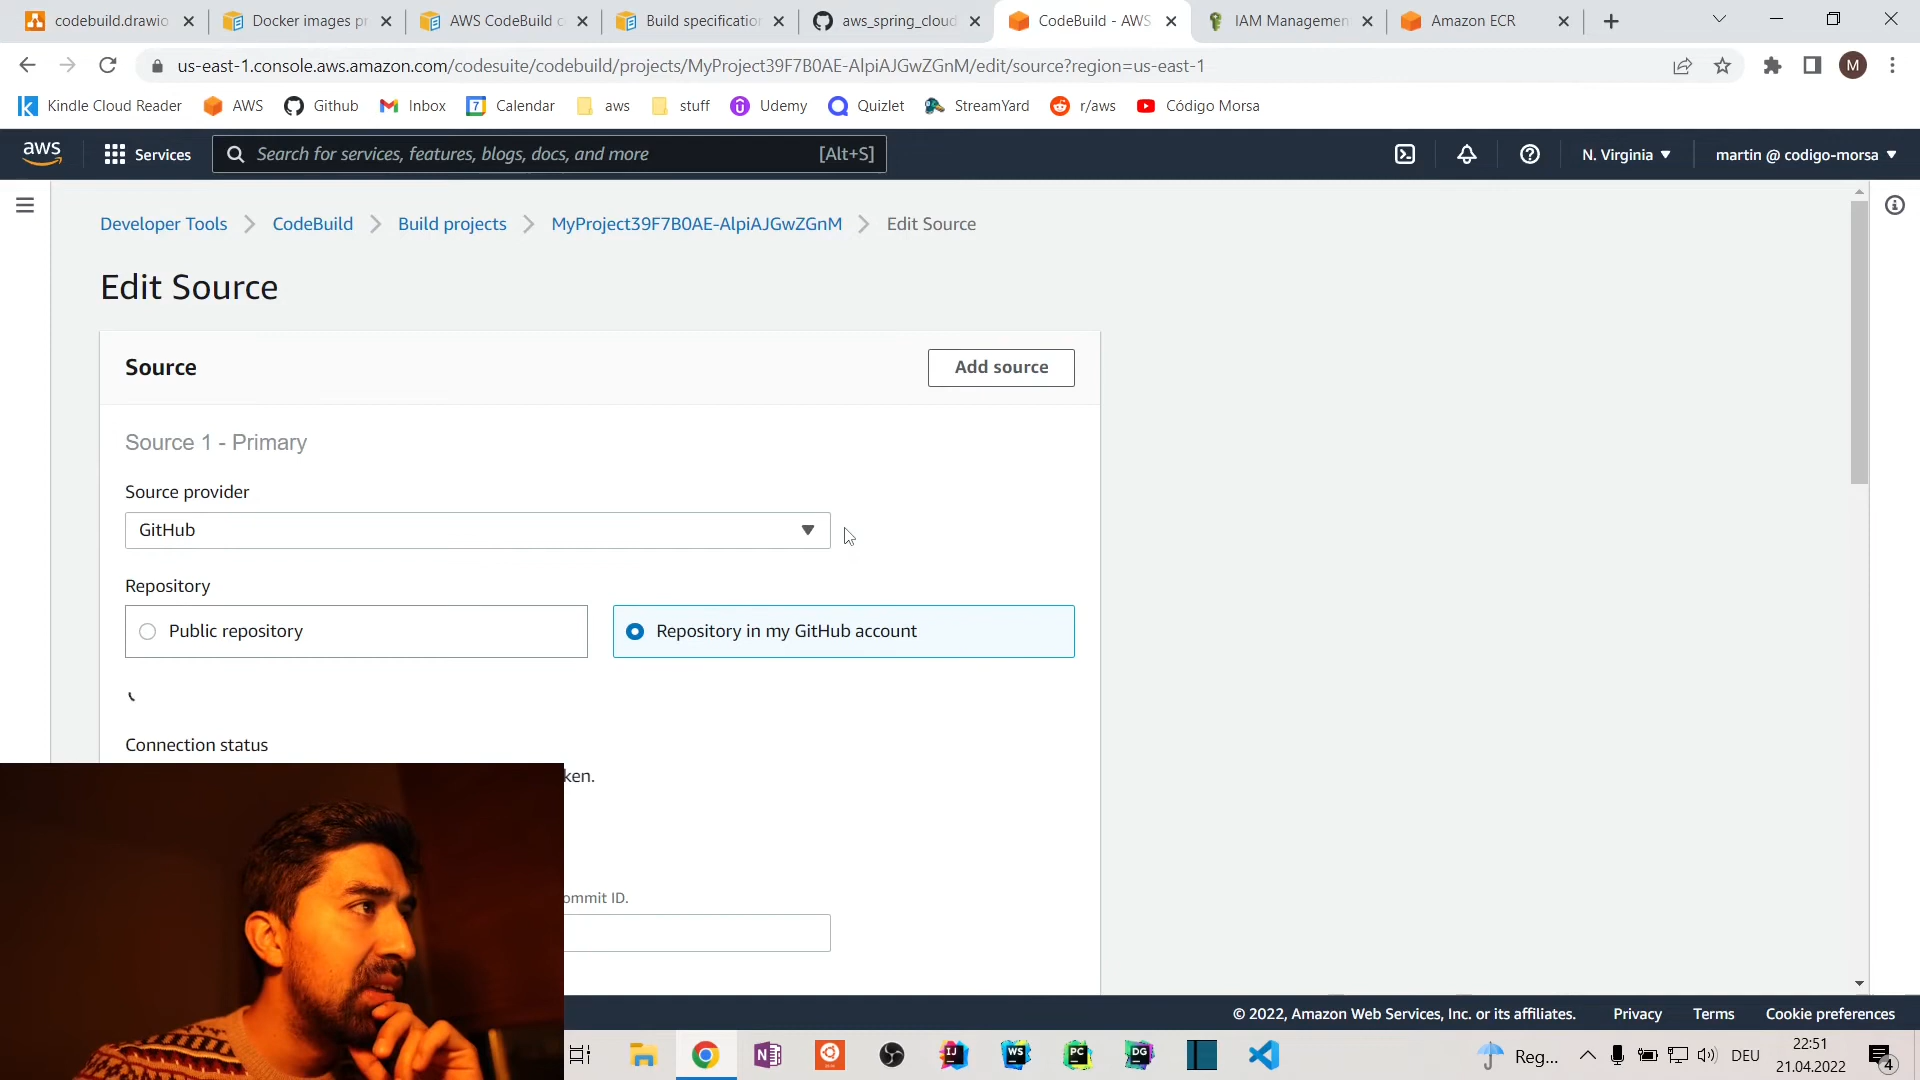 codebuild.drawio
Docker images p
AWS CodeBuild c
Build specification
aws_spring_cloud
CodeBuild - AWS
IAM Managemen
Amazon ECR
us-east-1.console.aws.amazon.com/codesuite/codebuild/projects/MyProject39F7B0AE-AlpiAJGwZGnM/edit/source?region=us-east-1
M
Kindle Cloud Reader
AWS
Github
Inbox
Calendar
aws
stuff
Udemy
Quizlet
StreamYard
r/aws
Código Morsa
aws
Services
Search for services, features, blogs, docs, and more
[Alt+S]
N. Virginia
martin @ codigo-morsa
Developer Tools
CodeBuild
Build projects
MyProject39F7B0AE-AlpiAJGwZGnM
Edit Source
Edit Source
Source
Add source
Source 1 - Primary
Source provider
GitHub
Repository
Public repository
Repository in my GitHub account
Connection status
ken.
ommit ID.
© 2022, Amazon Web Services, Inc. or its affiliates.
Privacy
Terms
Cookie preferences
IJ
WS
PC
DG
Reg...
DEU
22:51
21.04.2022
4